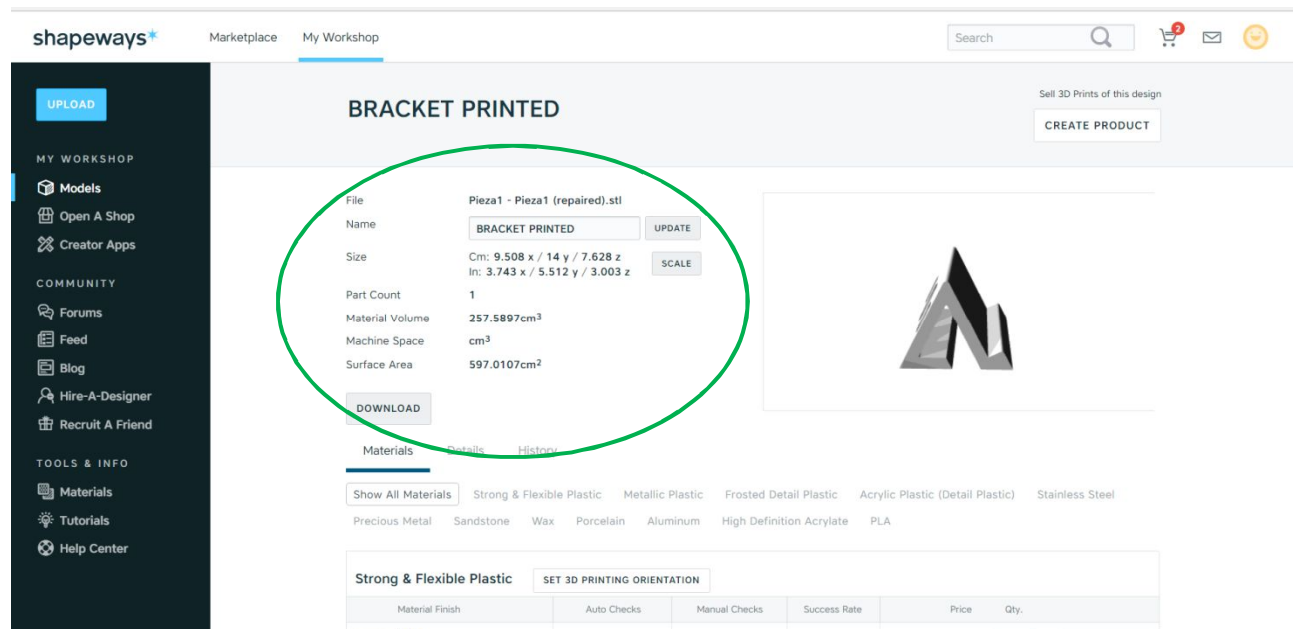 shapeways*
Marketplace My Workshop
Search
2
UPLOAD
MY WORKSHOP
Models
Open A Shop
Creator Apps
COMMUNITY
Forums
Feed
Blog
Hire-A-Designer
Recruit A Friend
TOOLS & INFO
Materials
Tutorials
Help Center
BRACKET PRINTED
Sell 3D Prints of this design
CREATE PRODUCT
File Pieza1 - Pieza1 (repaired).stl
Name BRACKET PRINTED UPDATE
Size Cm: 9.508 x / 14 y / 7.628 z
In: 3.743 x / 5.512 y / 3.003 z
SCALE
Part Count 1
Material Volume 257.5897cm³
Machine Space cm³
Surface Area 597.0107cm²
DOWNLOAD
Materials Details History
Show All Materials Strong & Flexible Plastic Metallic Plastic Frosted Detail Plastic Acrylic Plastic (Detail Plastic) Stainless Steel
Precious Metal Sandstone Wax Porcelain Aluminum High Definition Acrylate PLA
Strong & Flexible Plastic SET 3D PRINTING ORIENTATION
Material Finish Auto Checks Manual Checks Success Rate Price Qty.